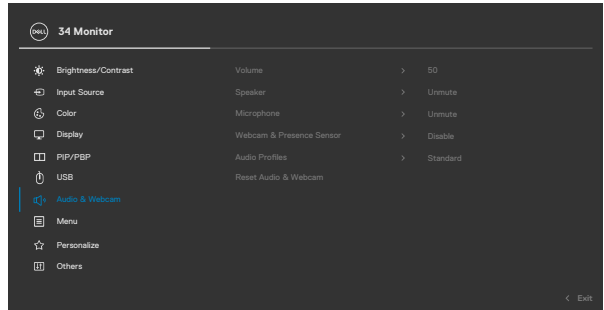 DELL 34 Monitor
Brightness/Contrast Volume > 50
Input Source Speaker > Unmute
Color Microphone > Unmute
Display Webcam & Presence Sensor > Disable
PIP/PBP Audio Profiles > Standard
USB Reset Audio & Webcam
Audio & Webcam
Menu
Personalize
Others
< Exit